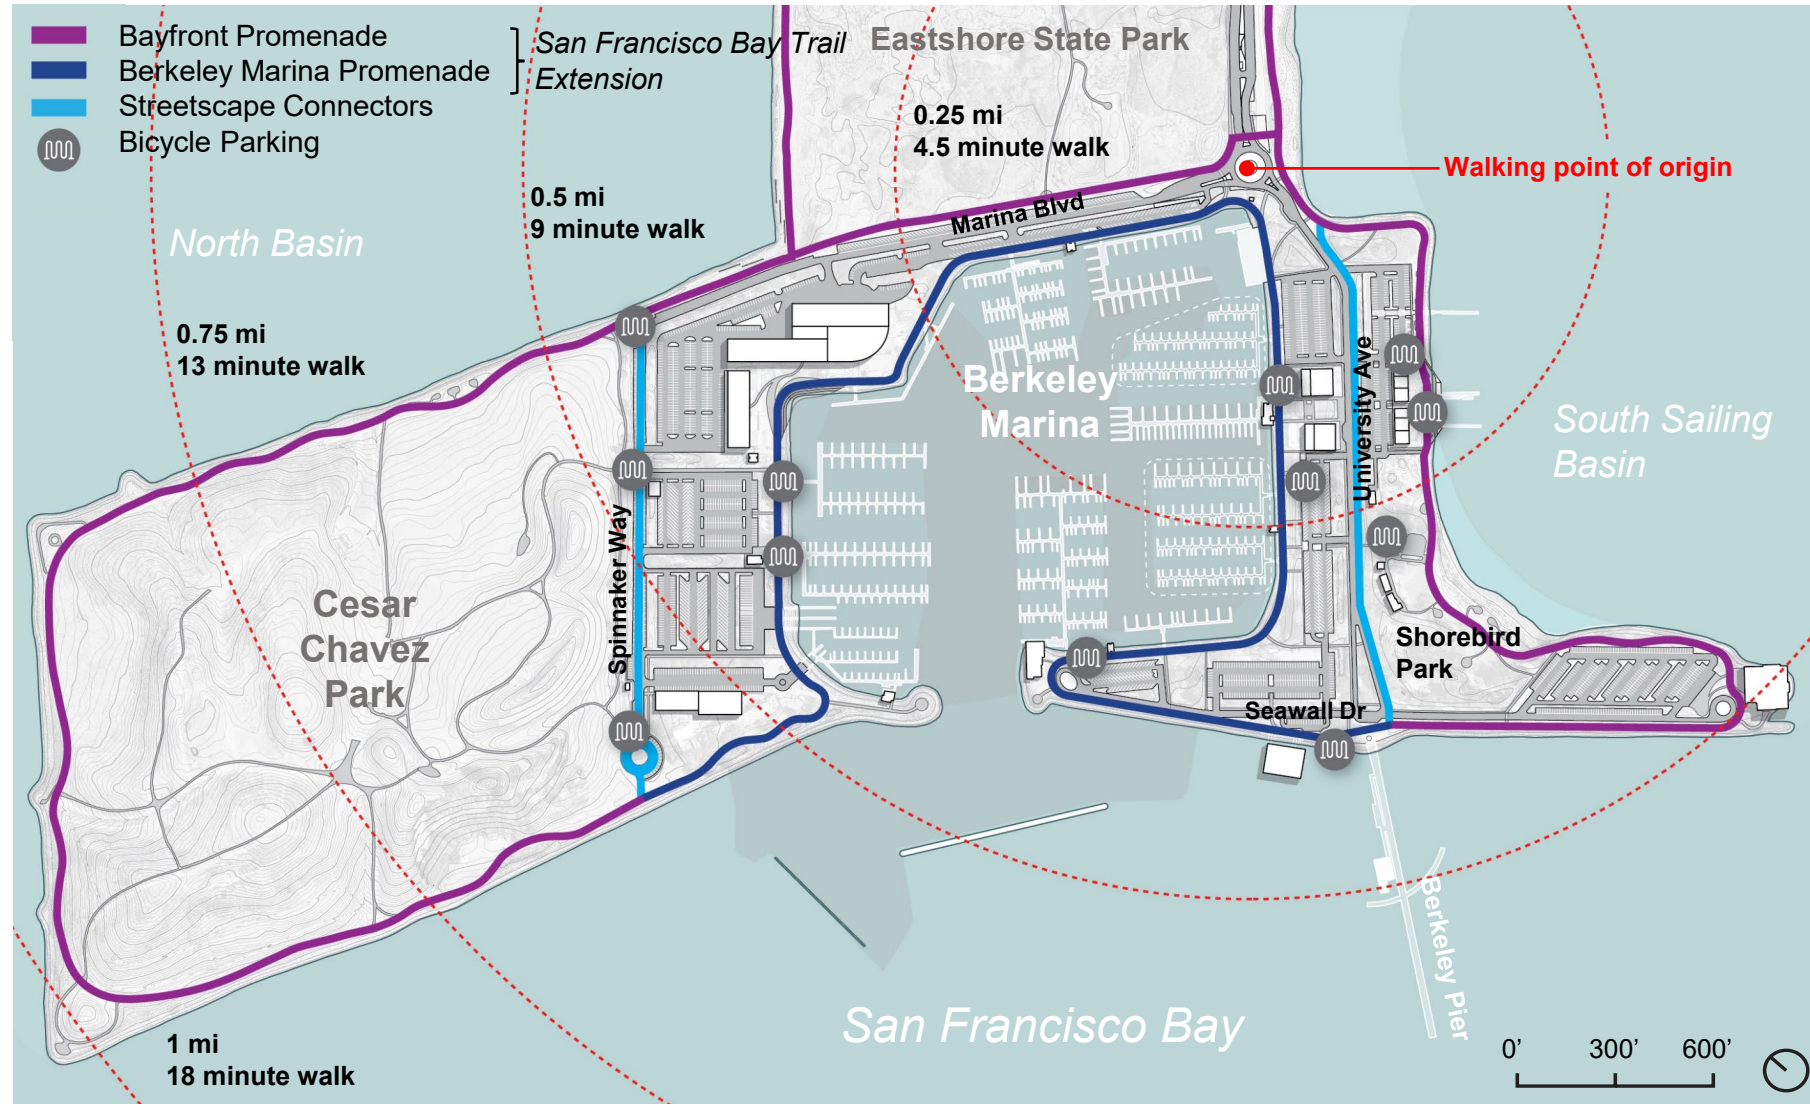 Bayfront Promenade
Berkeley Marina Promenade
Streetscape Connectors
Bicycle Parking
San Francisco Bay Trail
Extension
Eastshore State Park
0.25 mi
4.5 minute walk
Walking point of origin
0.5 mi
9 minute walk
Marina Blvd
North Basin
0.75 mi
13 minute walk
Berkeley
Marina
University Ave
South Sailing
Basin
Spinnaker Way
Cesar
Chavez
Park
Shorebird
Park
Seawall Dr
Berkeley Pier
San Francisco Bay
1 mi
18 minute walk
0' 300' 600'